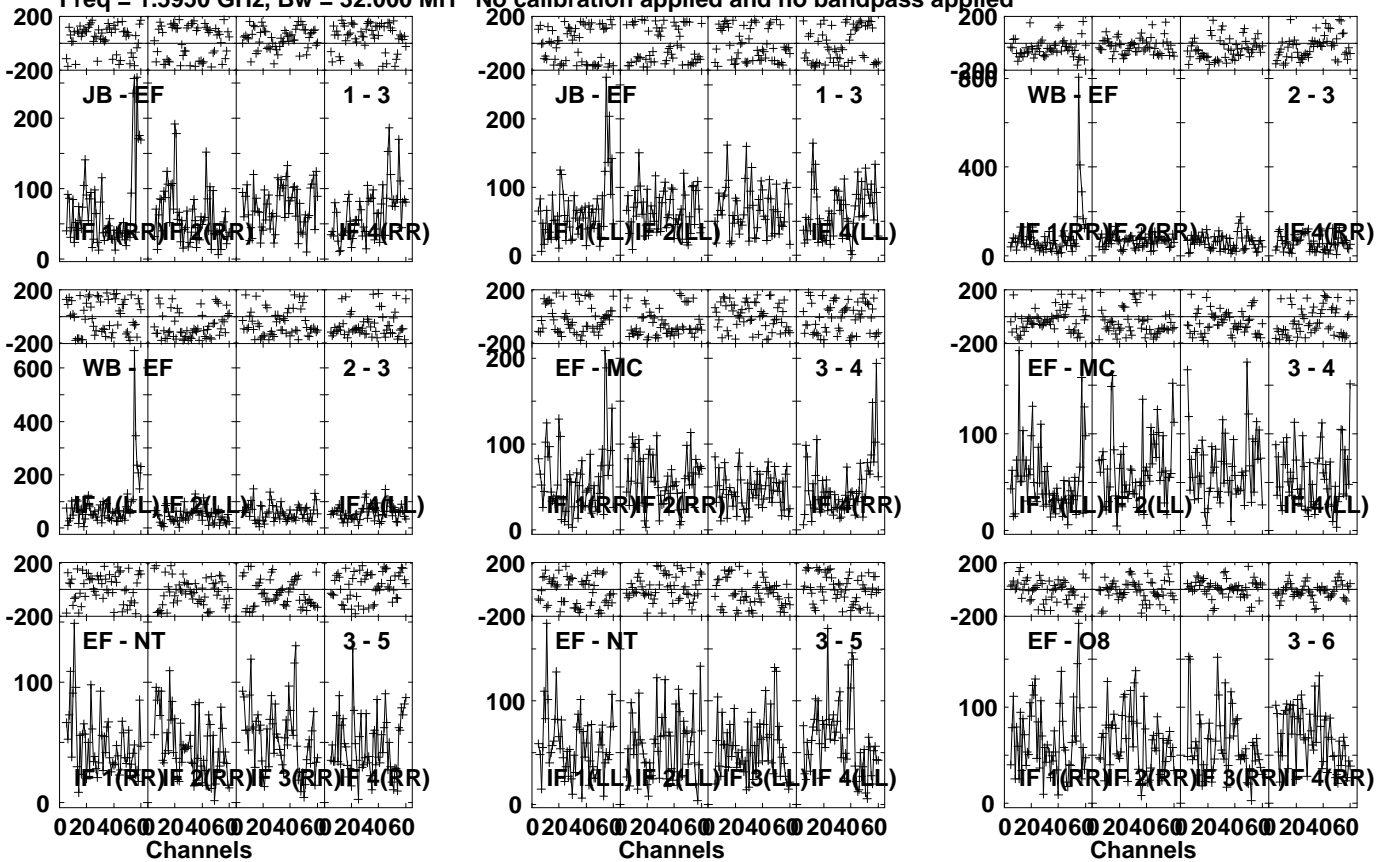 Freq = 1.5950 GHz, Bw = 32.000 MH No calibration applied and no bandpass applied
200 200 200
-200 -200 -200
800
JB - EF 1 - 3 JB - EF 1 - 3 WB - EF 2 - 3
200 200
400
100 100
IF 1(RR) IF 2(RR) IF 4(RR) IF 1(LL) IF 2(LL) IF 4(LL) IF 1(RR) IF 2(RR) IF 4(RR)
0 0 0
200 200 200
-200 -200 -200
200
WB - EF 2 - 3 EF - MC 3 - 4 EF - MC 3 - 4
600
400 100 100
200
IF 1(LL) IF 2(LL) IF 4(LL) IF 1(RR) IF 2(RR) IF 4(RR) IF 1(LL) IF 2(LL) IF 4(LL)
0 0 0
200 200 200
-200 -200 -200
EF - NT 3 - 5 EF - NT 3 - 5 EF - O8 3 - 6
100 100 100
IF 1(RR) IF 2(RR) IF 3(RR) IF 4(RR) IF 1(LL) IF 2(LL) IF 3(LL) IF 4(LL) IF 1(RR) IF 2(RR) IF 3(RR) IF 4(RR)
0 0 0
0 20 40 60 0 20 40 60 0 20 40 60 0 20 40 60 0 20 40 60 0 20 40 60 0 20 40 60 0 20 40 60 0 20 40 60 0 20 40 60 0 20 40 60 0 20 40 60
Channels Channels Channels